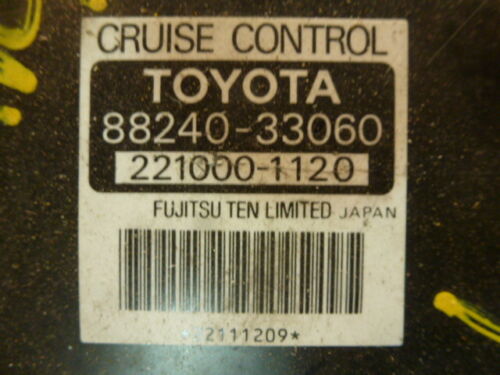 CRUISE CONTROL
TOYOTA
88240-33060
221000-1120
FUJITSU TEN LIMITED JAPAN
*2111209*